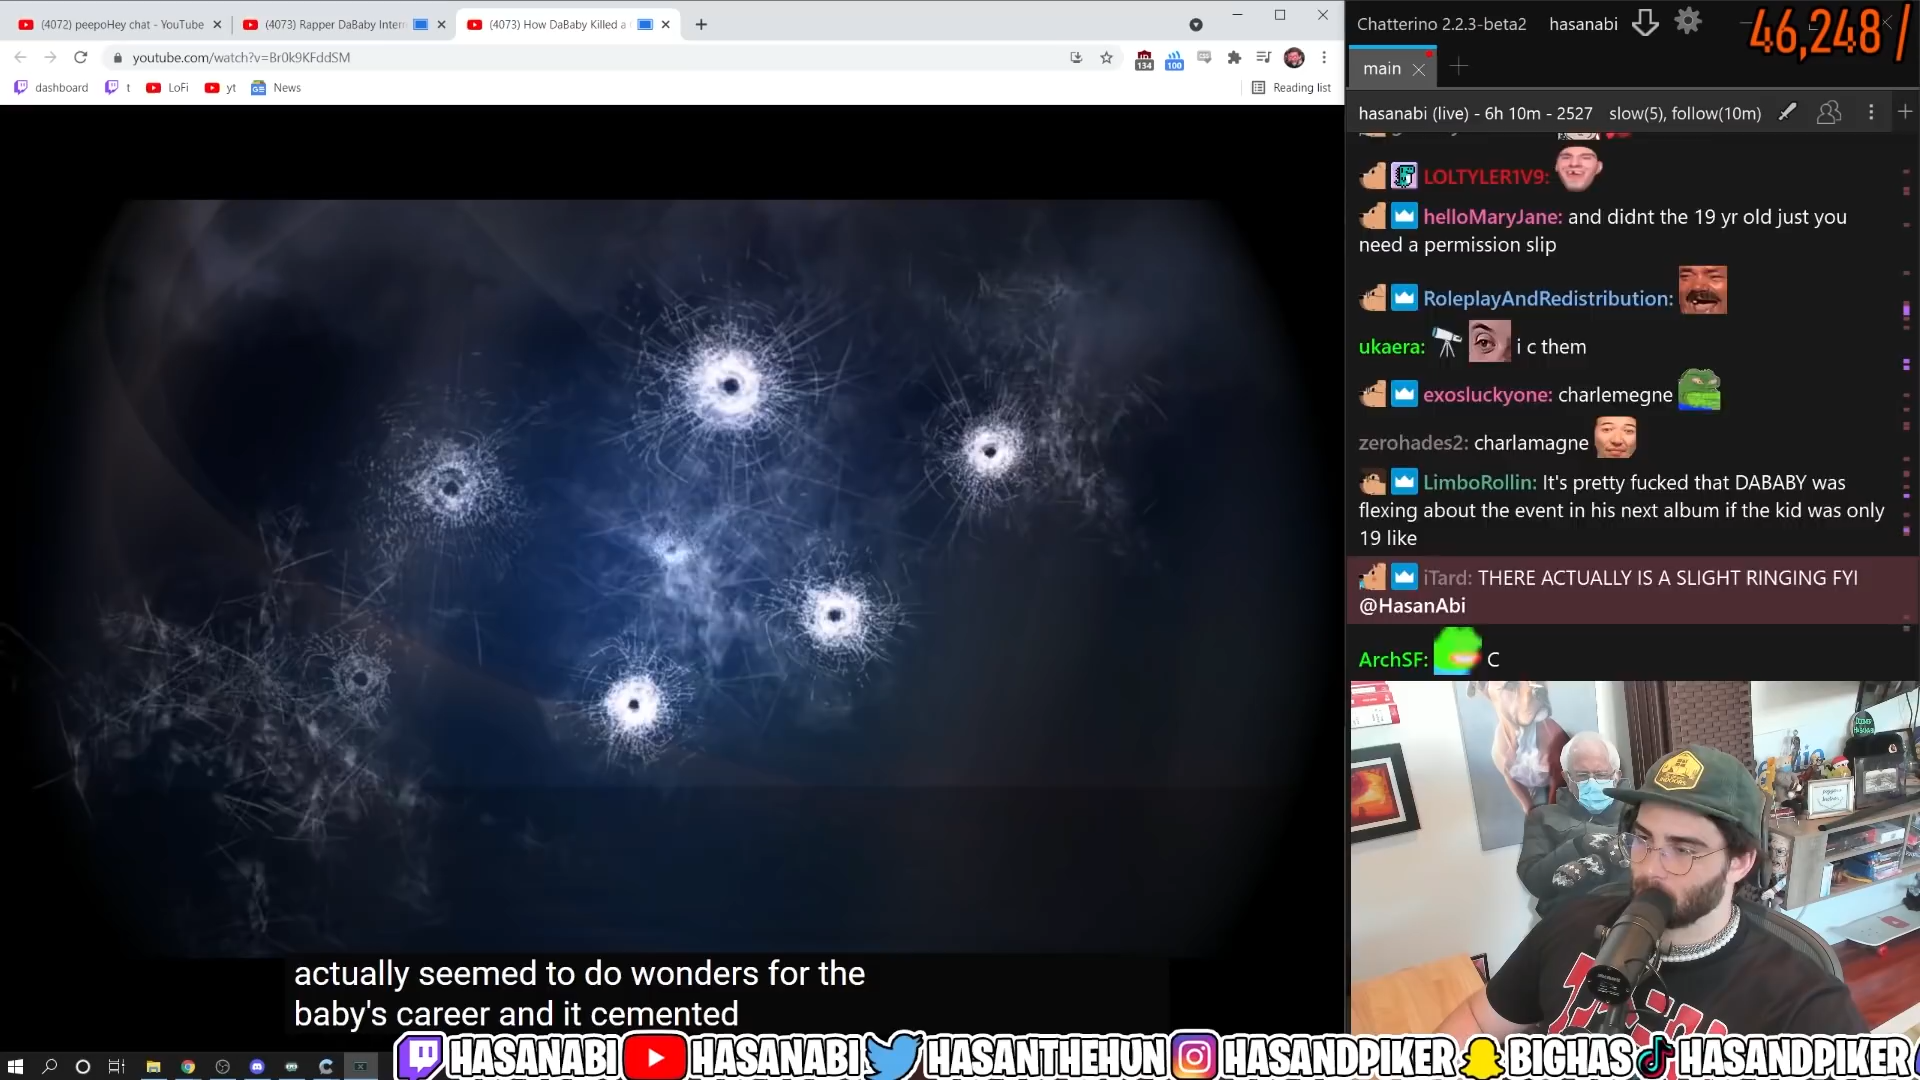 (4072) peepoHey chat - YouTube
(4073) Rapper DaBaby Inter
(4073) How DaBaby Killed a
youtube.com/watch?v=Br0k9KFddSM
134
100
dashboard
t
LoFi
yt
News
Reading list
actually seemed to do wonders for the
baby's career and it cemented
Chatterino 2.2.3-beta2
hasanabi
46,248 /
main
hasanabi (live) - 6h 10m - 2527
slow(5), follow(10m)
LOLTYLER1V9:
helloMaryJane: and didnt the 19 yr old just you
need a permission slip
RoleplayAndRedistribution:
ukaera: i c them
exosluckyone: charlemegne
zerohades2: charlamagne
LimboRollin: It's pretty fucked that DABABY was
flexing about the event in his next album if the kid was only
19 like
iTard: THERE ACTUALLY IS A SLIGHT RINGING FYI
@HasanAbi
ArchSF: C
HASANABI HASANABI HASANTHEHUN HASANDPIKER BIGHAS HASANDPIKER